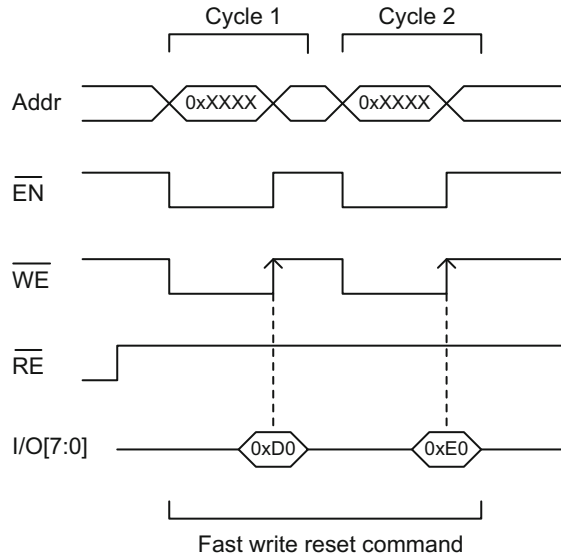 Cycle 1 Cycle 2
Addr 0xXXXX 0xXXXX
EN
WE
RE
I/O[7:0] 0xD0 0xE0
Fast write reset command